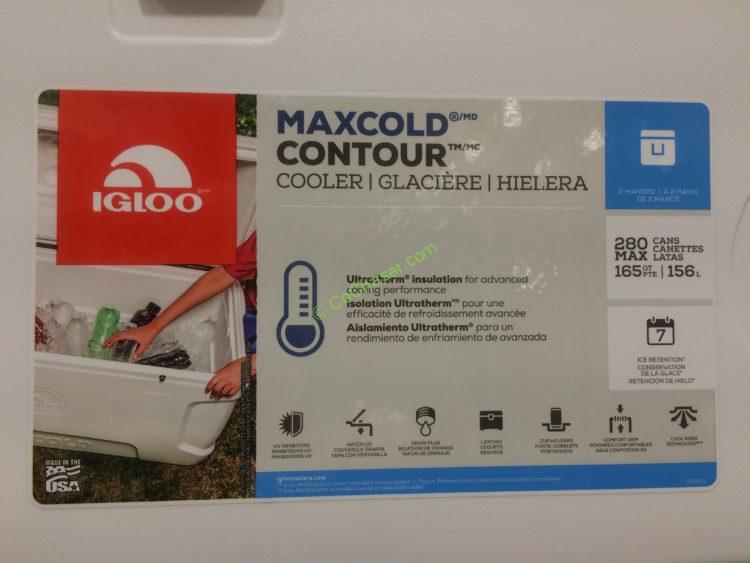 IGLOO
MAXCOLD®/MD
CONTOUR™/MC
COOLER | GLACIÈRE | HIELERA
© Cochaser.com
Ultratherm® insulation for advanced
cooling performance
Isolation Ultratherm pour une
efficacité de refroidissement avancée
Aislamiento Ultratherm® para un
rendimiento de enfriamiento de avanzada
2-HANDED | À 2 MAINS
DE 2 MANOS
280 MAX CANS CANETTES LATAS
165 QT PTE | 156 L
7
ICE RETENTION*
CONSERVATION
DE LA GLACE*
RETENCIÓN DE HIELO*
UV INHIBITORS
INHIBITEURS UV
INHIBIDORES UV
HATCH LID
COUVERCLE-TRAPPE
TAPA CON VENTANILLA
DRAIN PLUG
BOUCHON DE VIDANGE
TAPÓN DE DRENAJE
LATCHES
LOQUETS
SEGUROS
CUP HOLDERS
PORTE-GOBELETS
PORTAVASOS
COMFORT GRIP
POIGNÉES CONFORTABLES
ASAS CONFORTABLES
COOL RISER
TECHNOLOGY
MADE IN THE
USA
igloocoolers.com